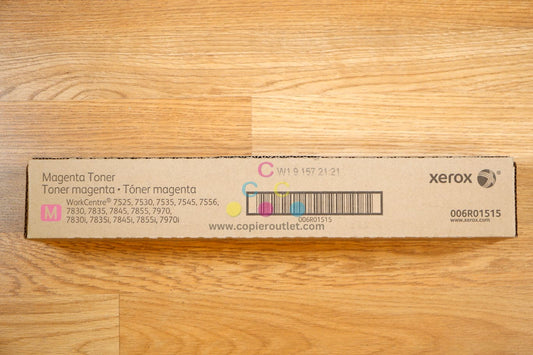 Magenta Toner
Toner magenta • Tóner magenta
M
WorkCentre® 7525, 7530, 7535, 7545, 7556,
7830, 7835, 7845, 7855, 7970,
7830i, 7835i, 7845i, 7855i, 7970i
W1 9 157 21 21
C
C
006R01515
www.copieroutlet.com
xerox
006R01515
www.xerox.com